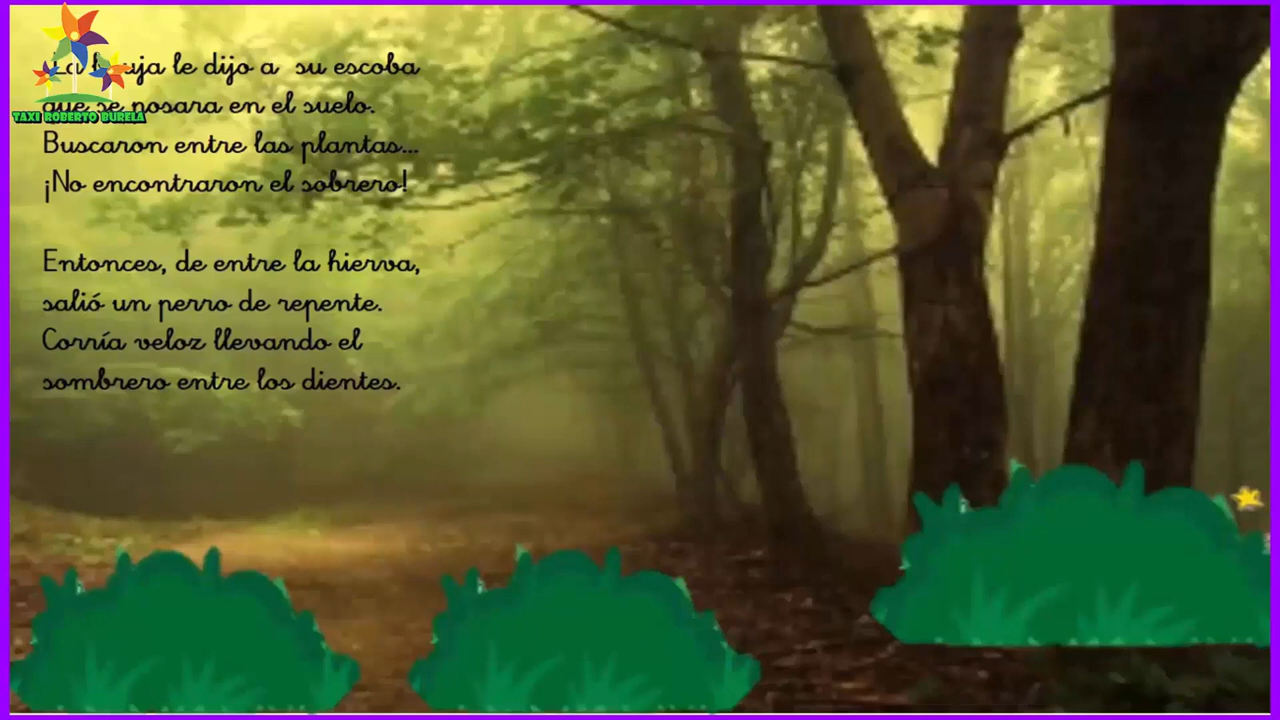 La bruja le dijo a su escoba
que se posara en el suelo.
Buscaron entre las plantas...
¡No encontraron el sobrero!
Entonces, de entre la hierva,
salió un perro de repente.
Corría veloz llevando el
sombrero entre los dientes.
TAXI ROBERTO BURELA